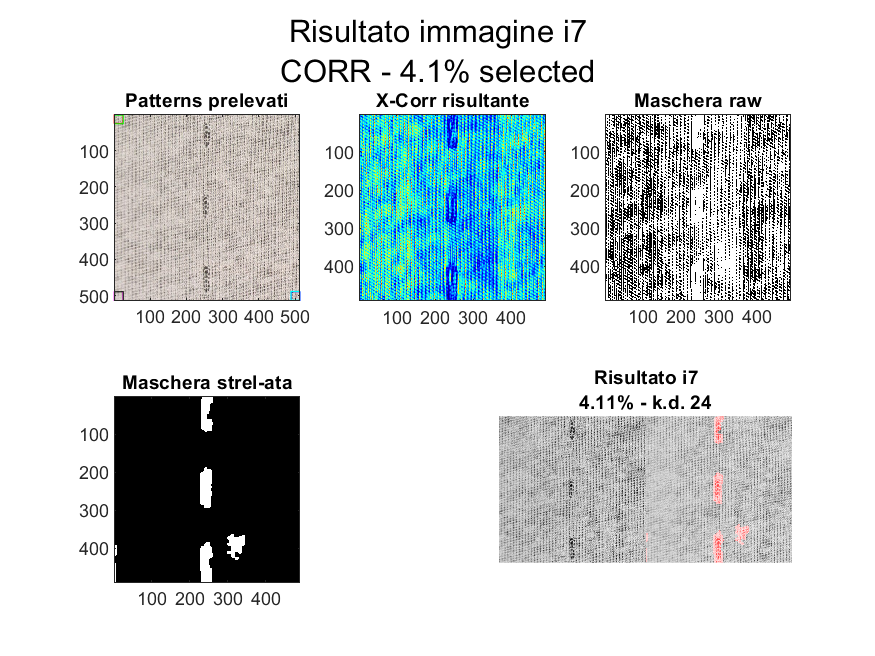 Risultato immagine i7
CORR - 4.1% selected
Patterns prelevati
X-Corr risultante
Maschera raw
100
200
300
400
500
100 200 300 400 500
100
200
300
400
100 200 300 400
100
200
300
400
100 200 300 400
Maschera strel-ata
100
200
300
400
100 200 300 400
Risultato i7
4.11% - k.d. 24